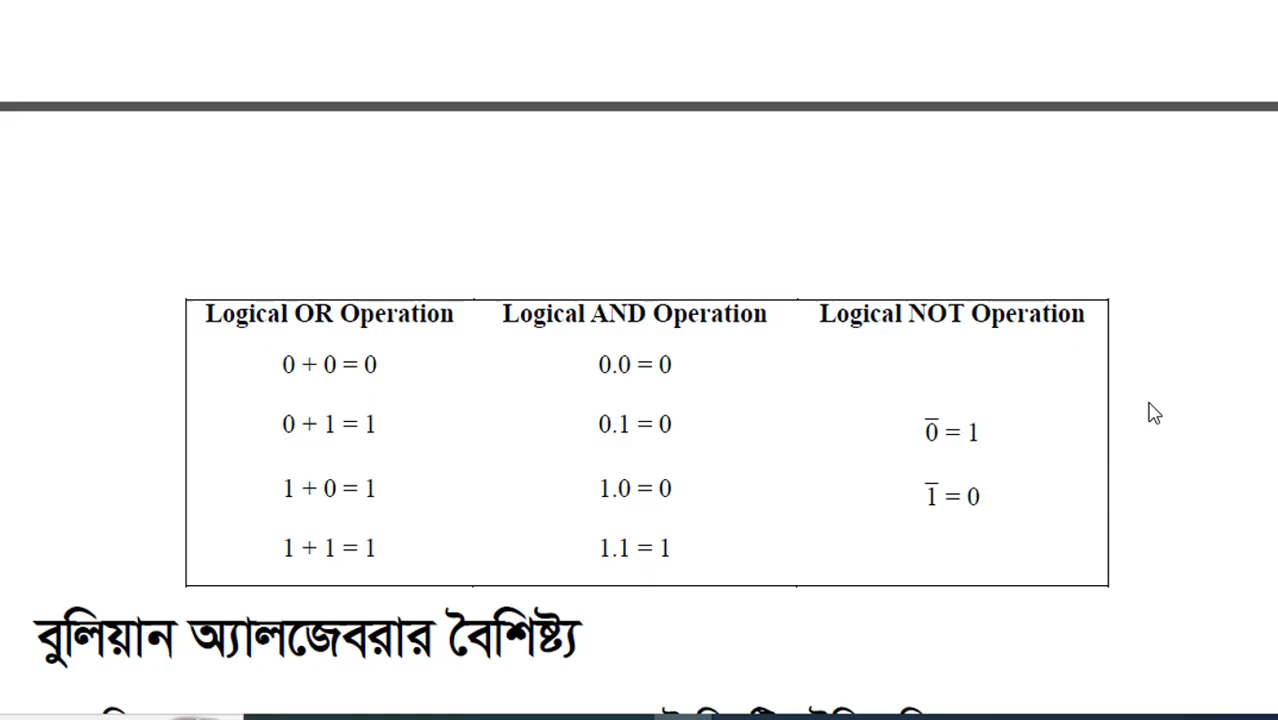 Logical OR Operation Logical AND Operation Logical NOT Operation
0 + 0 = 0 0.0 = 0
0 + 1 = 1 0.1 = 0 0̅ = 1
1 + 0 = 1 1.0 = 0 1̅ = 0
1 + 1 = 1 1.1 = 1
বুলিয়ান অ্যালজেবরার বৈশিষ্ট্য